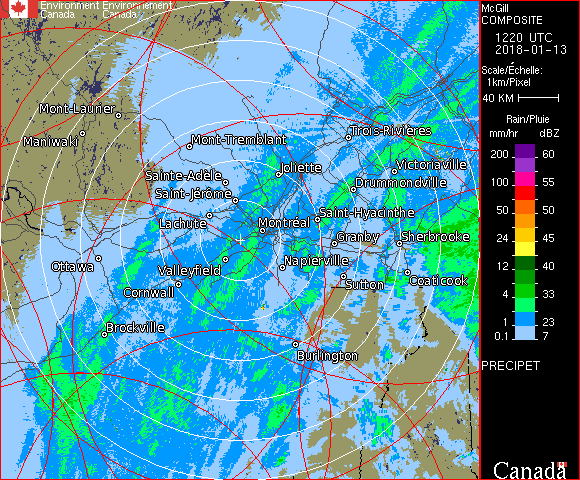 Environment Environnement
Canada Canada
McGill
COMPOSITE
1220 UTC
2018-01-13
Scale/Échelle:
1km/Pixel
40 KM
Rain/Pluie
mm/hr dBZ
200 60
100 55
50 50
24 45
12 40
4 33
1 23
0.1 7
PRECIPET
Canada
Mont-Laurier
Maniwaki
Mont-Tremblant
Trois-Rivières
Joliette
Victoriaville
Sainte-Adèle
Drummondville
Saint-Jérôme
Saint-Hyacinthe
Lachute
Montréal
Granby
Sherbrooke
Ottawa
Valleyfield
Napierville
Cornwall
Sutton
Coaticook
Brockville
Burlington